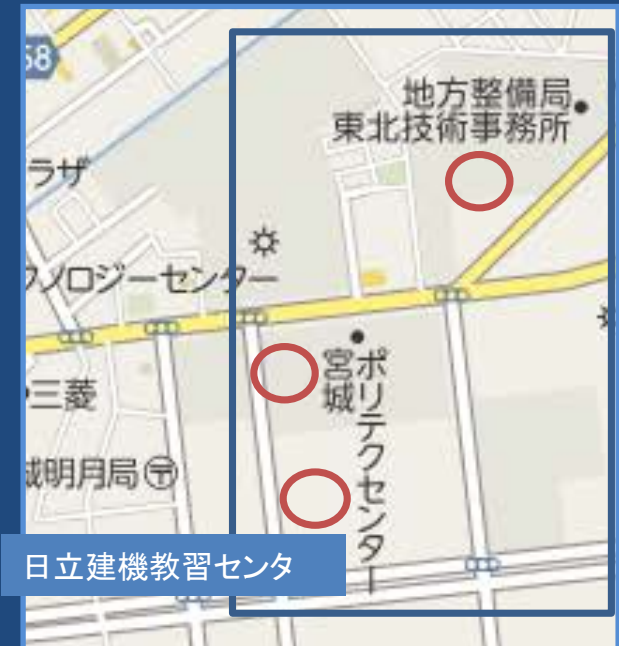 58
地方整備局
東北技術事務所
ラザ
クノロジーセンター
ポリテクセンター
宮城
三菱
城明月局
日立建機教習センタ